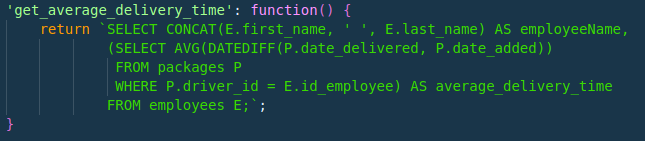 'get_average_delivery_time': function() {
    return `SELECT CONCAT(E.first_name, ' ', E.last_name) AS employeeName,
            (SELECT AVG(DATEDIFF(P.date_delivered, P.date_added))
             FROM packages P
             WHERE P.driver_id = E.id_employee) AS average_delivery_time
            FROM employees E;`;
}